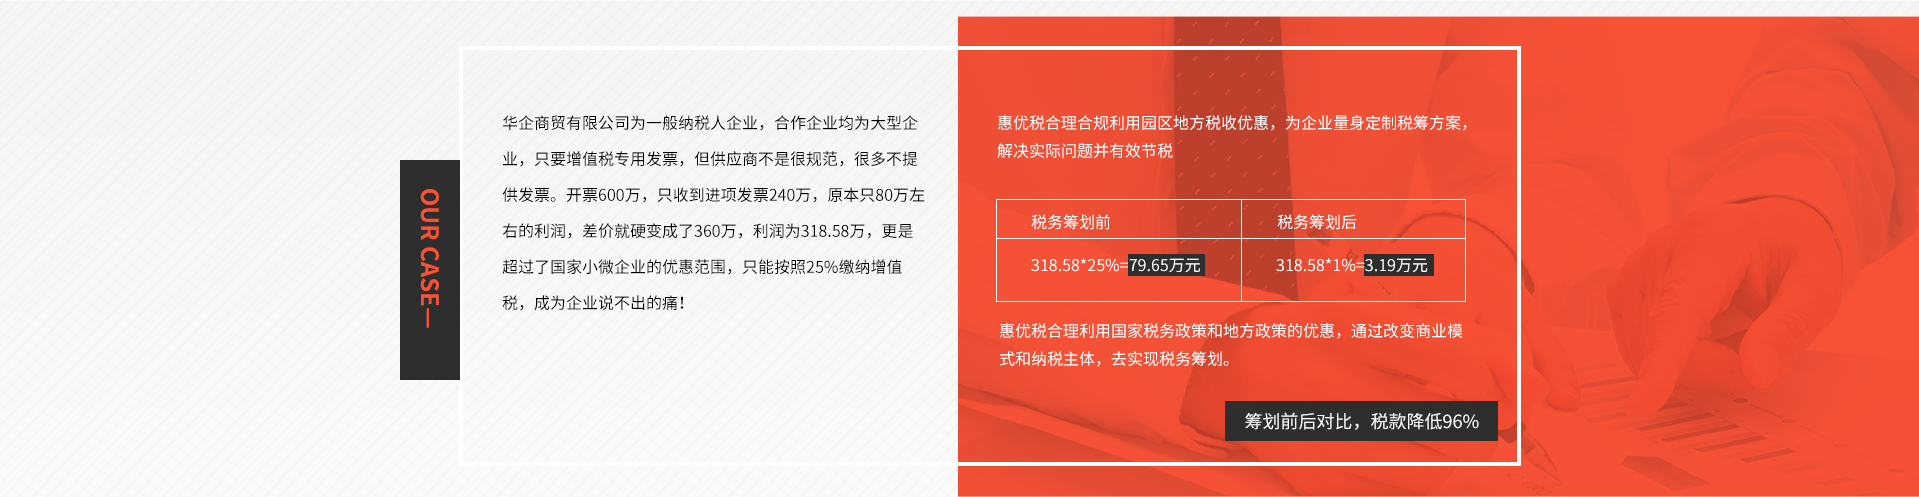 OUR CASE—
华企商贸有限公司为一般纳税人企业，合作企业均为大型企
业，只要增值税专用发票，但供应商不是很规范，很多不提
供发票。开票600万，只收到进项发票240万，原本只80万左
右的利润，差价就硬变成了360万，利润为318.58万，更是
超过了国家小微企业的优惠范围，只能按照25%缴纳增值
税，成为企业说不出的痛！
惠优税合理合规利用园区地方税收优惠，为企业量身定制税筹方案，
解决实际问题并有效节税
税务筹划前
税务筹划后
318.58*25%=79.65万元
318.58*1%=3.19万元
惠优税合理利用国家税务政策和地方政策的优惠，通过改变商业模
式和纳税主体，去实现税务筹划。
筹划前后对比，税款降低96%